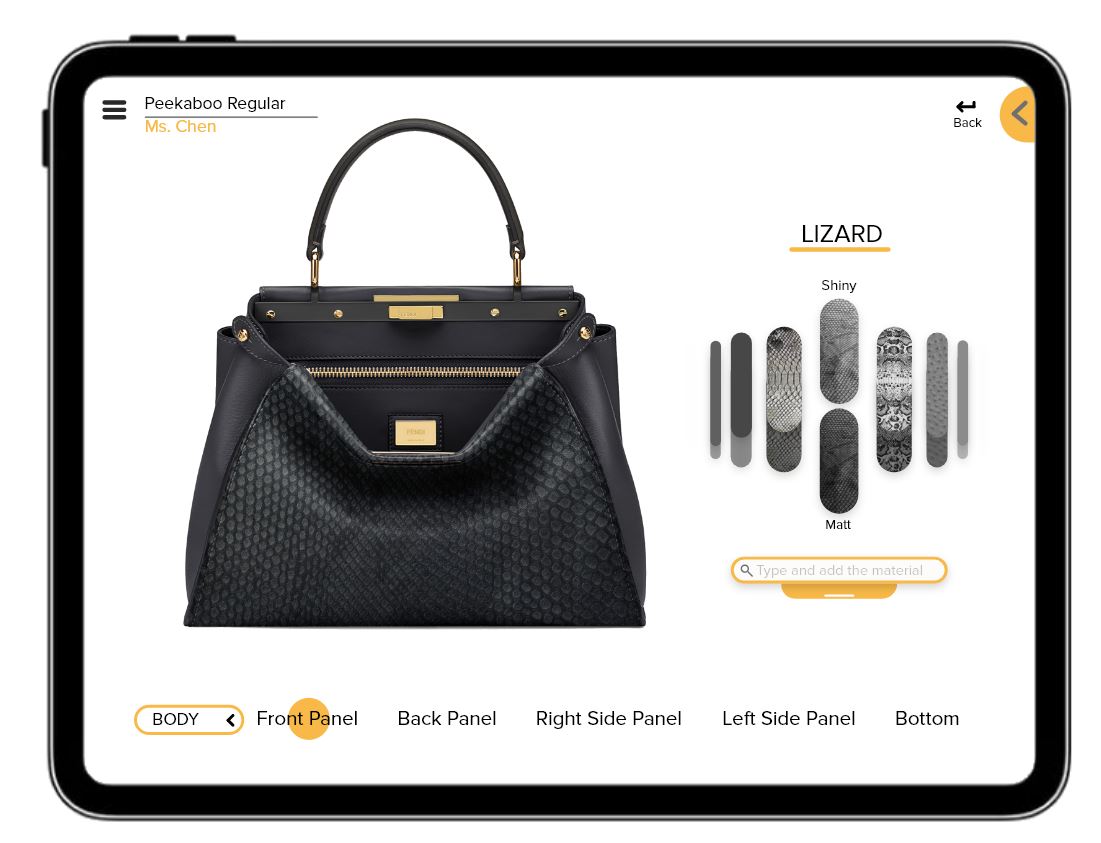 Peekaboo Regular
Ms. Chen
Back
LIZARD
Shiny
FENDI
Matt
Type and add the material
BODY
Front Panel
Back Panel
Right Side Panel
Left Side Panel
Bottom